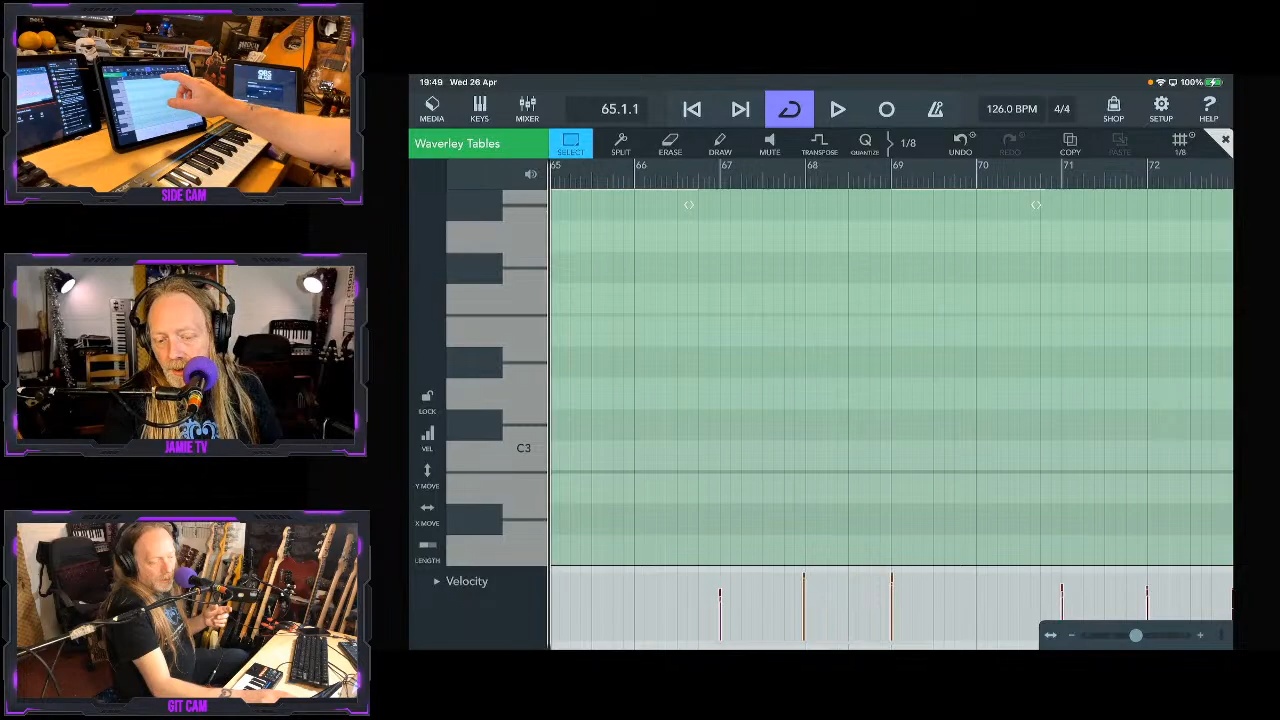 SIDE CAM
JAMIE TV
GIT CAM
19:49 Wed 26 Apr
100%
MEDIA
KEYS
MIXER
65.1.1
126.0 BPM
4/4
SHOP
SETUP
HELP
Waverley Tables
SELECT
SPLIT
ERASE
DRAW
MUTE
TRANSPOSE
QUANTIZE
1/8
UNDO
REDO
COPY
PASTE
1/8
65 66 67 68 69 70 71 72
C3
LOCK
VEL
Y MOVE
X MOVE
LENGTH
Velocity